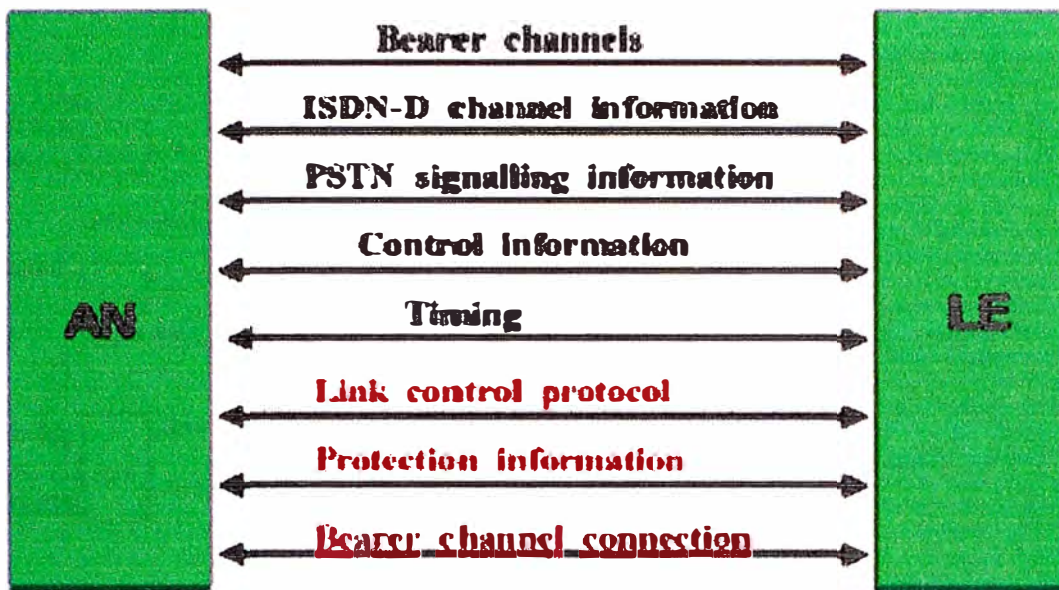 Bearer channels
ISDN-D channel information
PSTN signalling information
Control information
AN
Timing
LE
Link control protocol
Protection information
Bearer channel connection